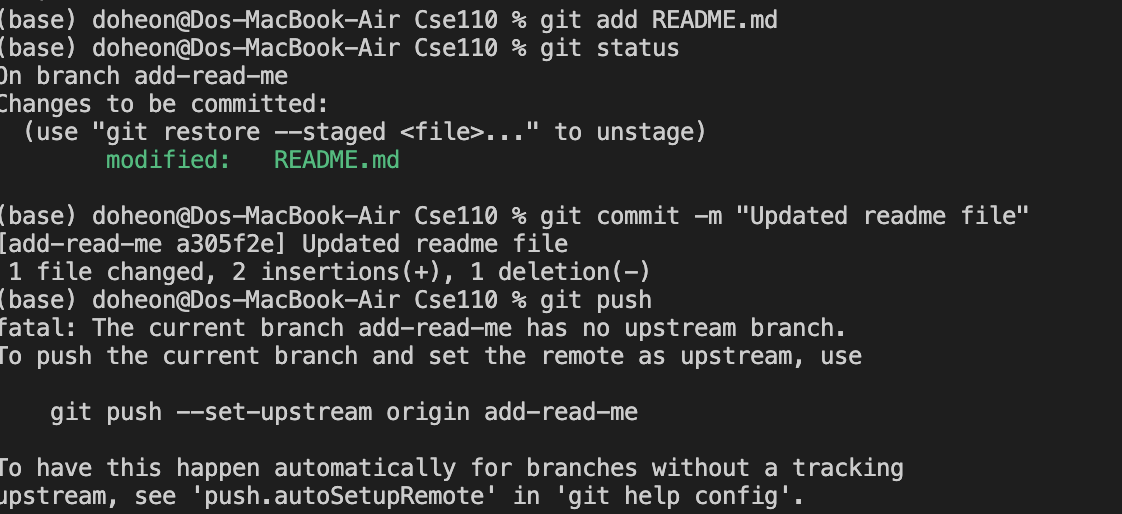 (base) doheon@Dos-MacBook-Air Cse110 % git add README.md
(base) doheon@Dos-MacBook-Air Cse110 % git status
On branch add-read-me
Changes to be committed:
  (use "git restore --staged <file>..." to unstage)
        modified:   README.md

(base) doheon@Dos-MacBook-Air Cse110 % git commit -m "Updated readme file"
[add-read-me a305f2e] Updated readme file
 1 file changed, 2 insertions(+), 1 deletion(-)
(base) doheon@Dos-MacBook-Air Cse110 % git push
fatal: The current branch add-read-me has no upstream branch.
To push the current branch and set the remote as upstream, use

    git push --set-upstream origin add-read-me

To have this happen automatically for branches without a tracking
upstream, see 'push.autoSetupRemote' in 'git help config'.